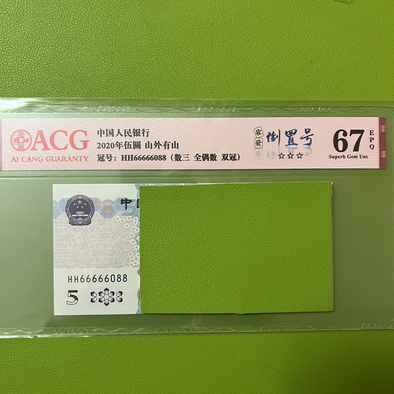 ACG
AI CANG GUARANTY
中国人民银行
2020年伍圆 山外有山
冠号: HH66666088 (数三 全偶数 双冠)
倒置号
☆☆☆
67
EPQ
Superb Gem Unc
中
HH66666088
5